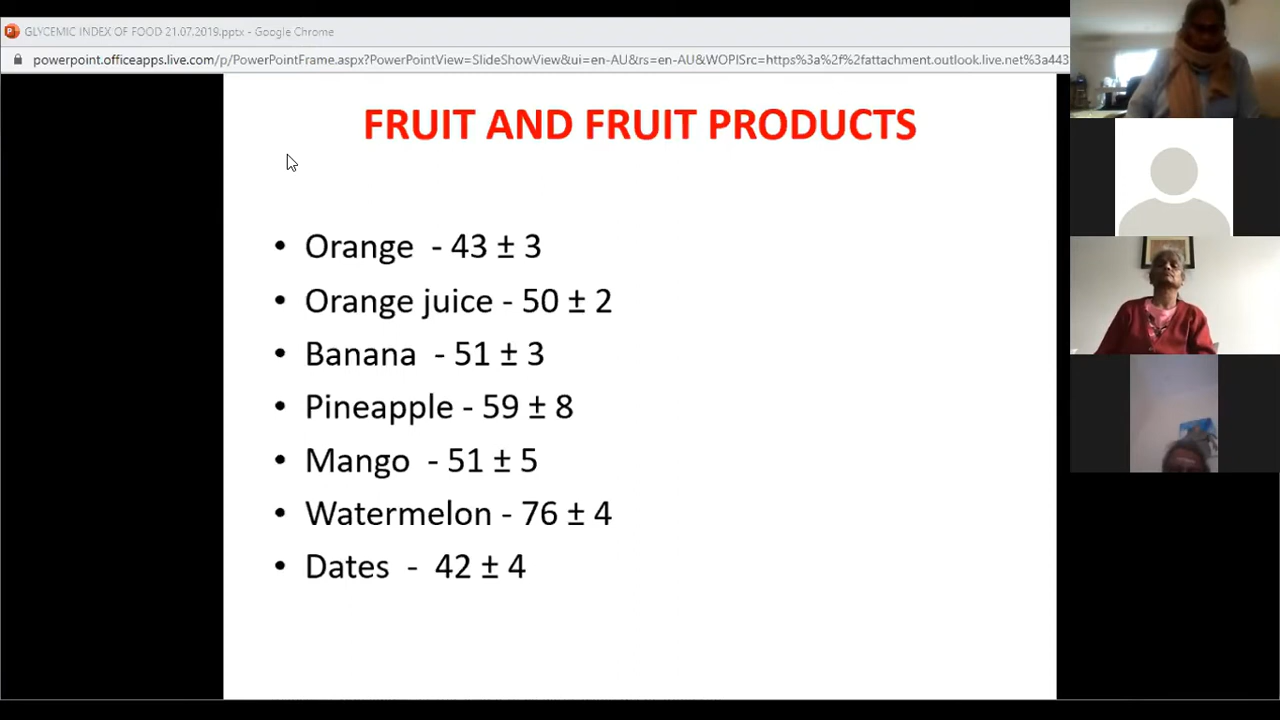 GLYCEMIC INDEX OF FOOD 21.07.2019.pptx - Google Chrome
powerpoint.officeapps.live.com/p/PowerPointFrame.aspx?PowerPointView=SlideShowView&ui=en-AU&rs=en-AU&WOPISrc=https%3a%2f%2fattachment.outlook.live.net%3a443
FRUIT AND FRUIT PRODUCTS
• Orange - 43 ± 3
• Orange juice - 50 ± 2
• Banana - 51 ± 3
• Pineapple - 59 ± 8
• Mango - 51 ± 5
• Watermelon - 76 ± 4
• Dates - 42 ± 4